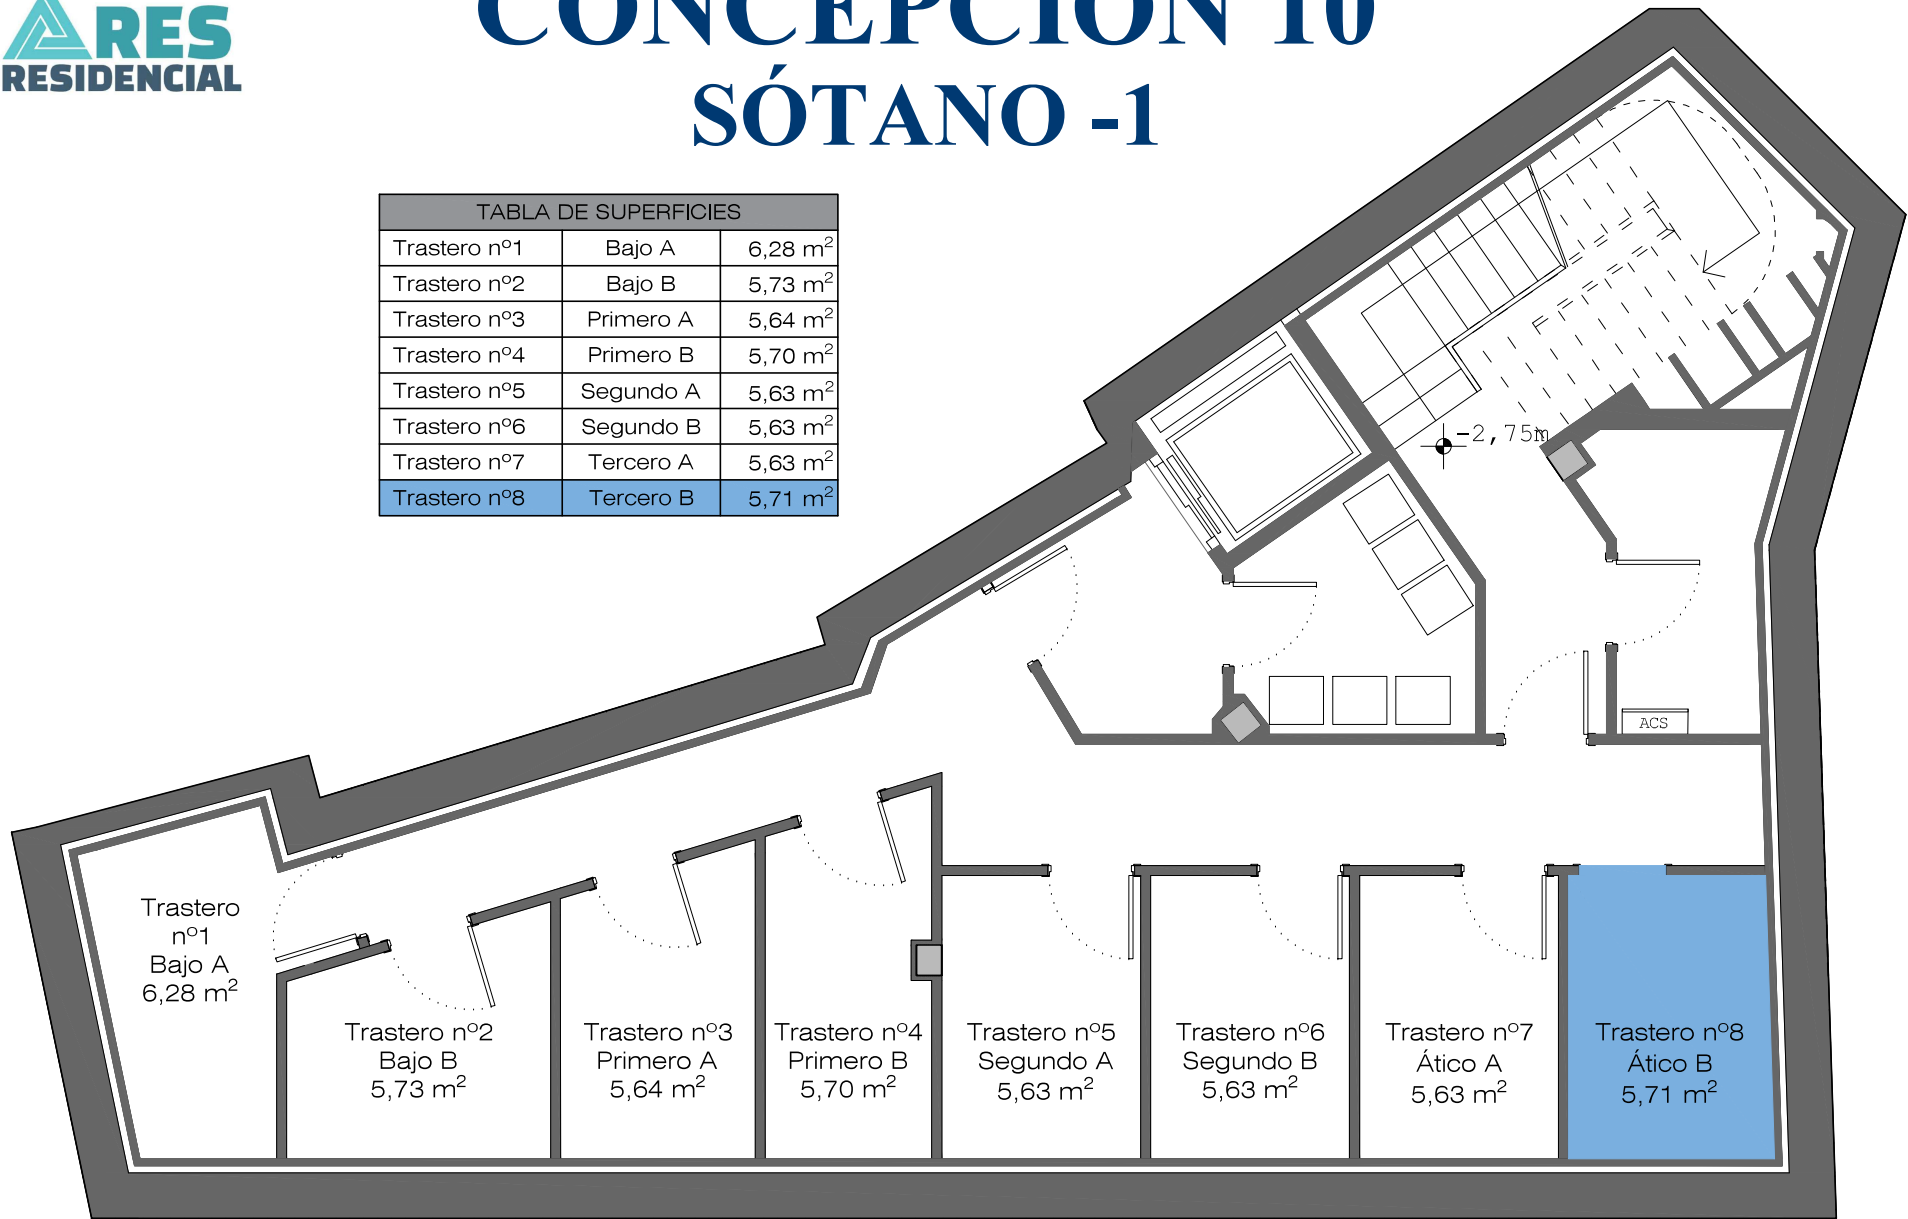 ARES
RESIDENCIAL
CONCEPCIÓN 10
SÓTANO -1
TABLA DE SUPERFICIES
Trastero nº1 Bajo A 6,28 m²
Trastero nº2 Bajo B 5,73 m²
Trastero nº3 Primero A 5,64 m²
Trastero nº4 Primero B 5,70 m²
Trastero nº5 Segundo A 5,63 m²
Trastero nº6 Segundo B 5,63 m²
Trastero nº7 Tercero A 5,63 m²
Trastero nº8 Tercero B 5,71 m²
-2,75m
ACS
Trastero
nº1
Bajo A
6,28 m²
Trastero nº2
Bajo B
5,73 m²
Trastero nº3
Primero A
5,64 m²
Trastero nº4
Primero B
5,70 m²
Trastero nº5
Segundo A
5,63 m²
Trastero nº6
Segundo B
5,63 m²
Trastero nº7
Ático A
5,63 m²
Trastero nº8
Ático B
5,71 m²